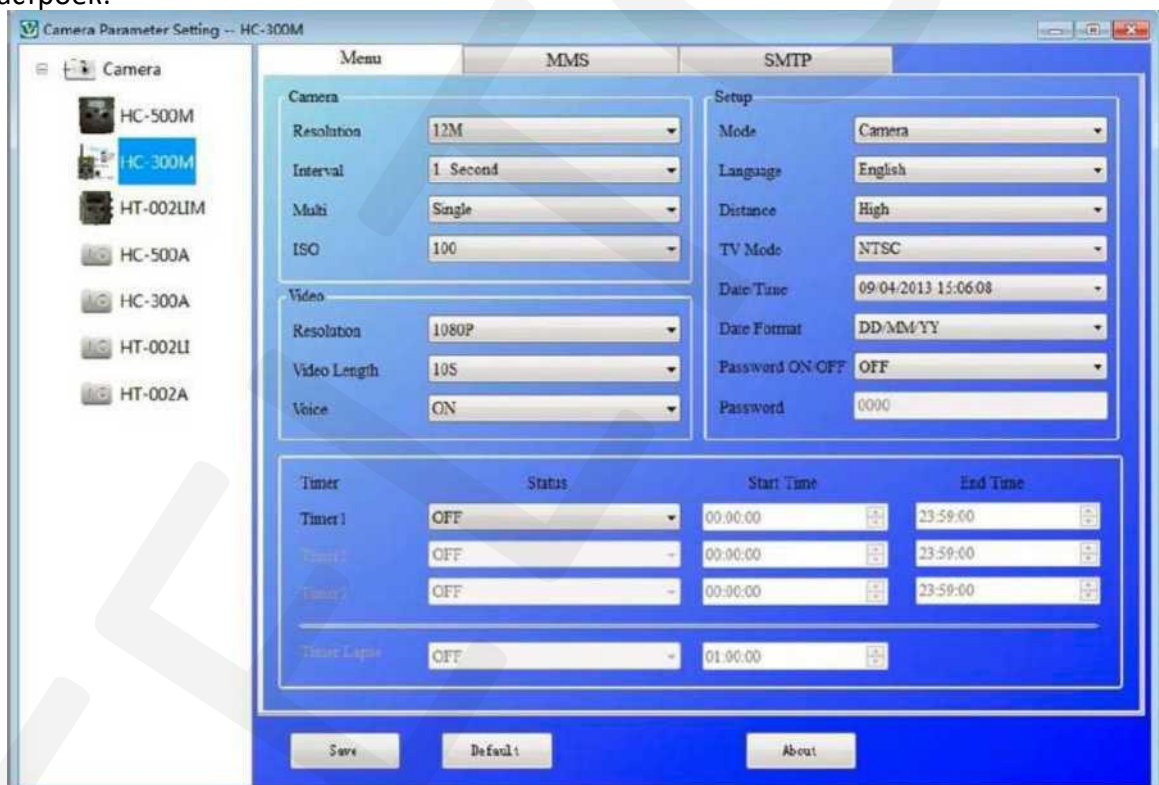 Camera Parameter Setting -- HC-300M
Menu MMS SMTP
Camera
HC-500M
HC-300M
HT-002LIM
HC-500A
HC-300A
HT-002LI
HT-002A
Camera
Resolution 12M
Interval 1 Second
Multi Single
ISO 100
Video
Resolution 1080P
Video Length 10S
Voice ON
Setup
Mode Camera
Language English
Distance High
TV Mode NTSC
Date/Time 09/04/2013 15:06:08
Date Format DD/MM/YY
Password ON/OFF OFF
Password 0000
Timer Status Start Time End Time
Timer1 OFF 00:00:00 23:59:00
OFF 00:00:00 23:59:00
OFF 00:00:00 23:59:00
Timer Lapse OFF 01:00:00
Save Default About